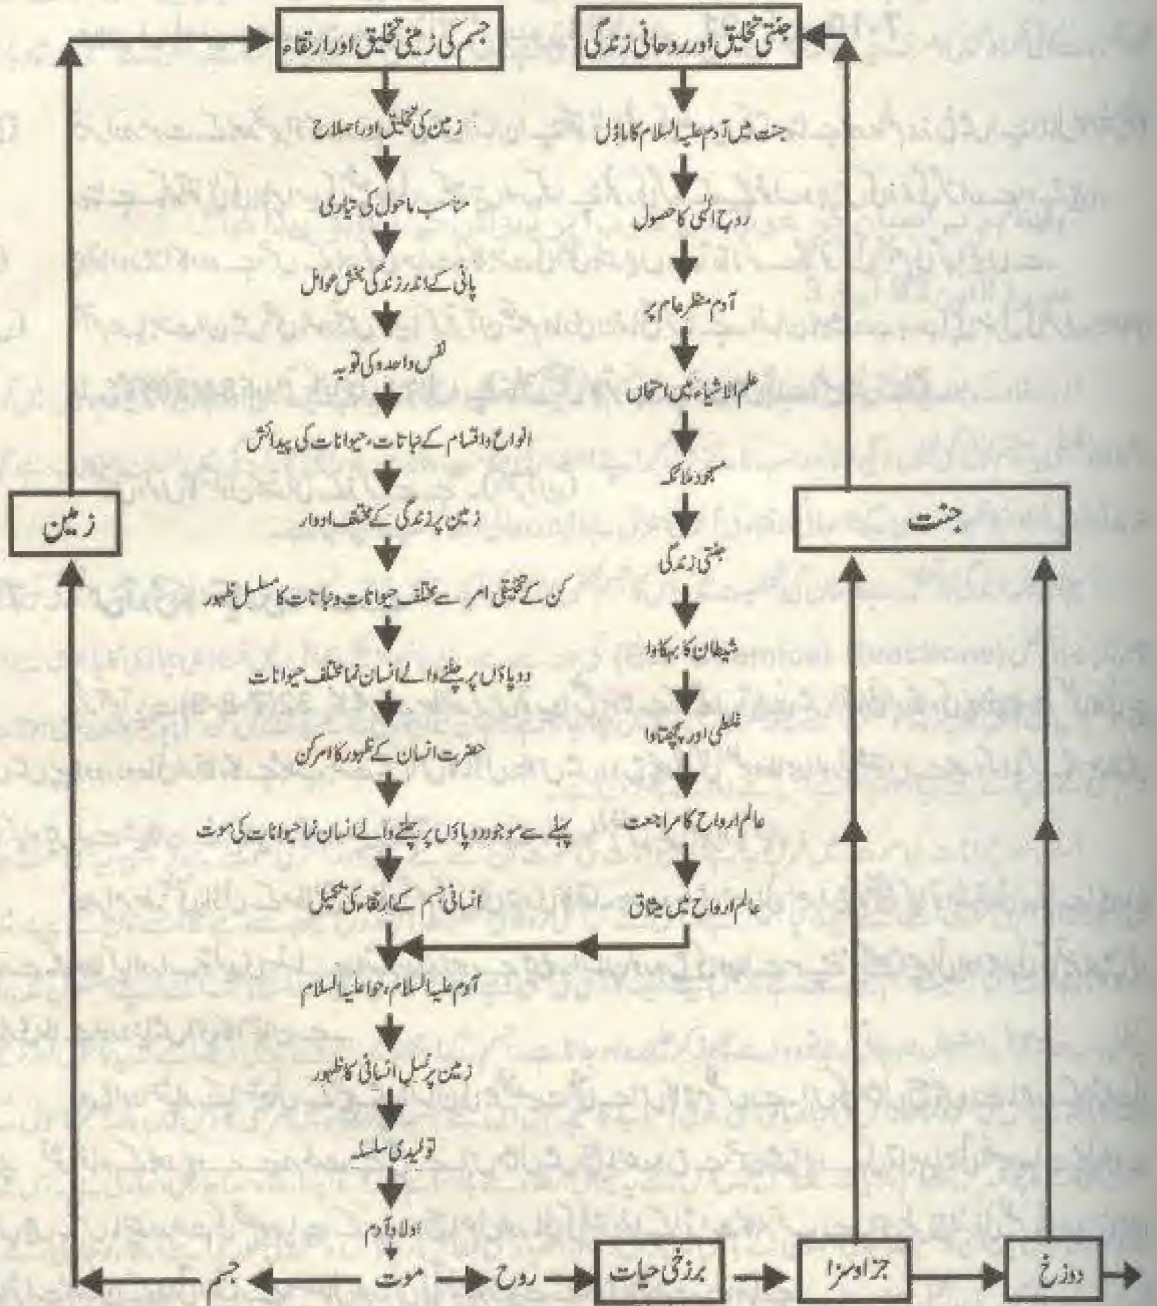 جنتی تخلیق اور روحانی زندگی
جنت میں آدم علیہ السلام کا ماڈل
روح الٰہی کا حصول
آدم منظر عام پر
علم الاشیاء میں امتحاں
مسجود ملائکہ
جنتی زندگی
شیطان کا بہکاوا
غلطی اور پچھتاوا
عالم ارواح کا مراجعت
عالم ارواح میں میثاق
جسم کی زمینی تخلیق اور ارتقاء
زمین کی تخلیق اور اصلاح
مناسب ماحول کی تیاری
پانی کے اندر زندگی بخش عوامل
نفس واحدہ کی توبہ
انواع و اقسام کے نباتات، حیوانات کی پیدائش
زمین پر زندگی کے مختلف ادوار
کن کے تخلیقی امر سے مختلف حیوانات و نباتات کا مسلسل ظہور
دو پاؤں پر چلنے والے انسان نما مختلف حیوانات
حضرت انسان کے ظہور کا امر کن
پہلے سے موجود دو پاؤں پر چلنے والے انسان نما حیوانات کی موت
انسانی جسم کے ارتقاء کی تکمیل
آدم علیہ السلام، حوا علیہا السلام
زمین پر نسل انسانی کا ظہور
تولیدی سلسلہ
اولاد آدم
جنت
زمین
دوزخ
جزا و سزا
برزخی حیات
روح
موت
جسم